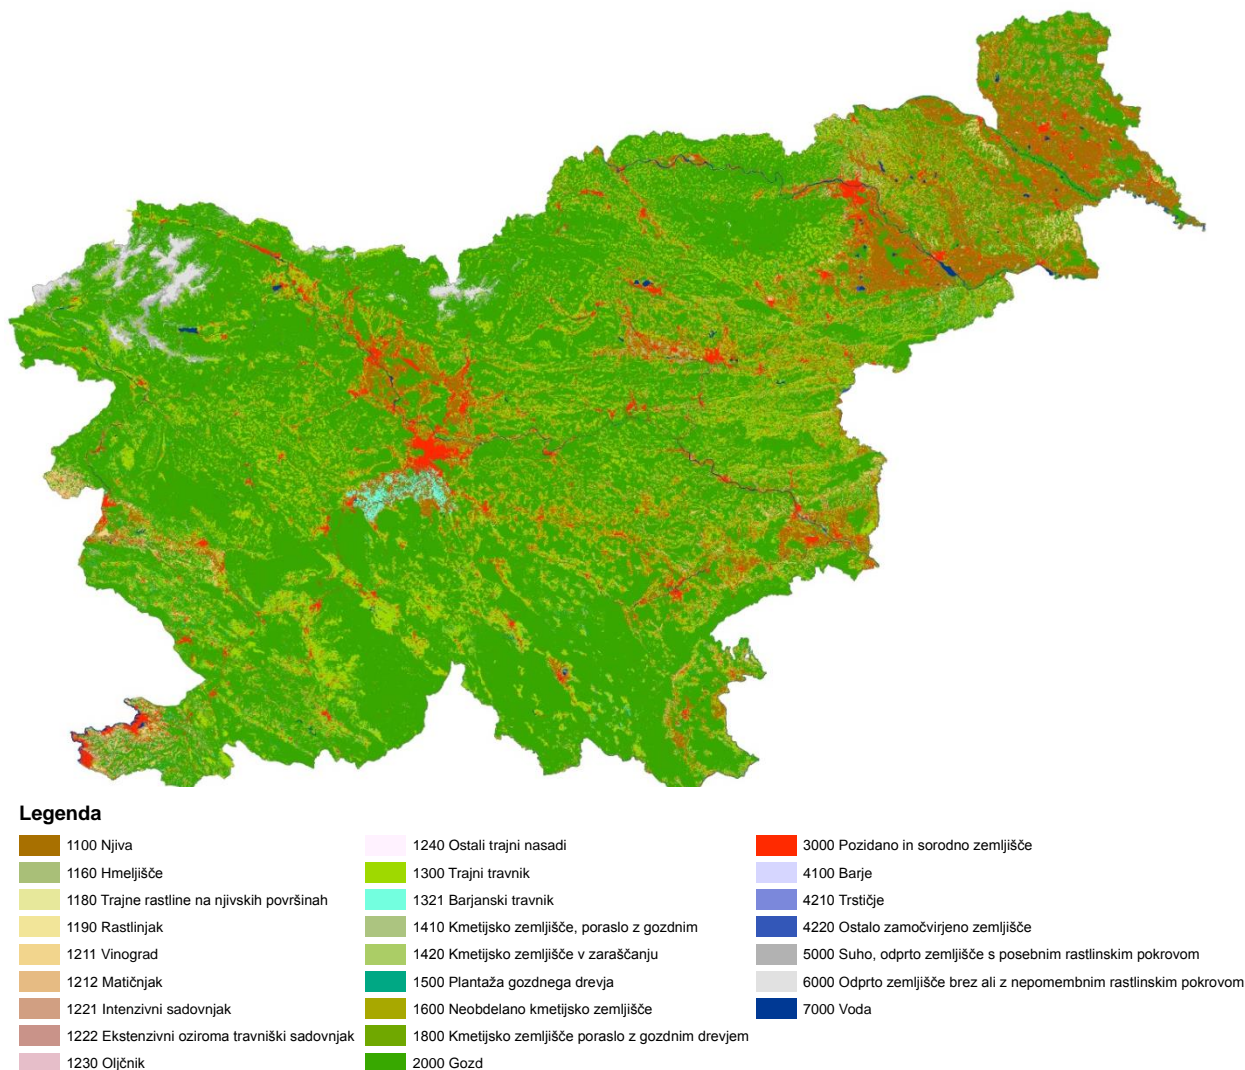 Legenda
1100 Njiva
1160 Hmeljišče
1180 Trajne rastline na njivskih površinah
1190 Rastlinjak
1211 Vinograd
1212 Matičnjak
1221 Intenzivni sadovnjak
1222 Ekstenzivni oziroma travniški sadovnjak
1230 Oljčnik
1240 Ostali trajni nasadi
1300 Trajni travnik
1321 Barjanski travnik
1410 Kmetijsko zemljišče, poraslo z gozdnim
1420 Kmetijsko zemljišče v zaraščanju
1500 Plantaža gozdnega drevja
1600 Neobdelano kmetijsko zemljišče
1800 Kmetijsko zemljišče poraslo z gozdnim drevjem
2000 Gozd
3000 Pozidano in sorodno zemljišče
4100 Barje
4210 Trstičje
4220 Ostalo zamočvirjeno zemljišče
5000 Suho, odprto zemljišče s posebnim rastlinskim pokrovom
6000 Odprto zemljišče brez ali z nepomembnim rastlinskim pokrovom
7000 Voda